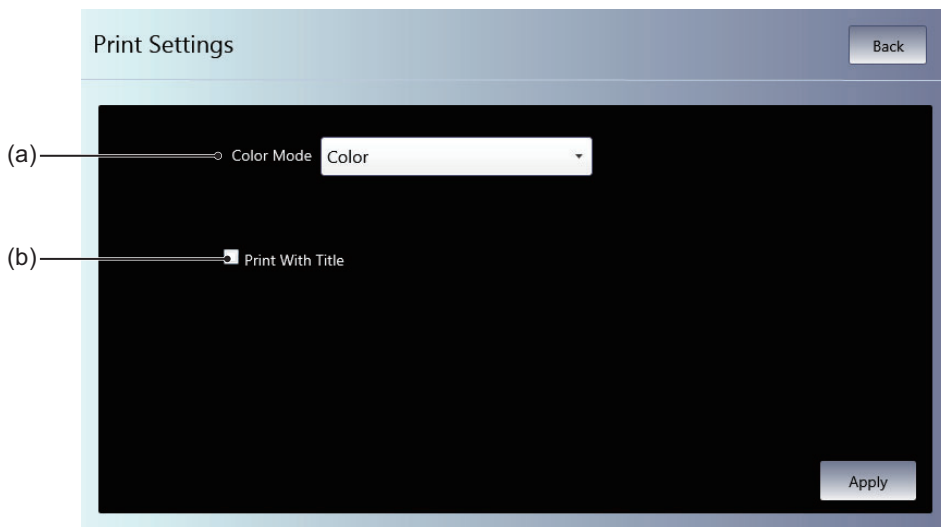 Print Settings
Back
(a)
Color Mode
Color
(b)
Print With Title
Apply